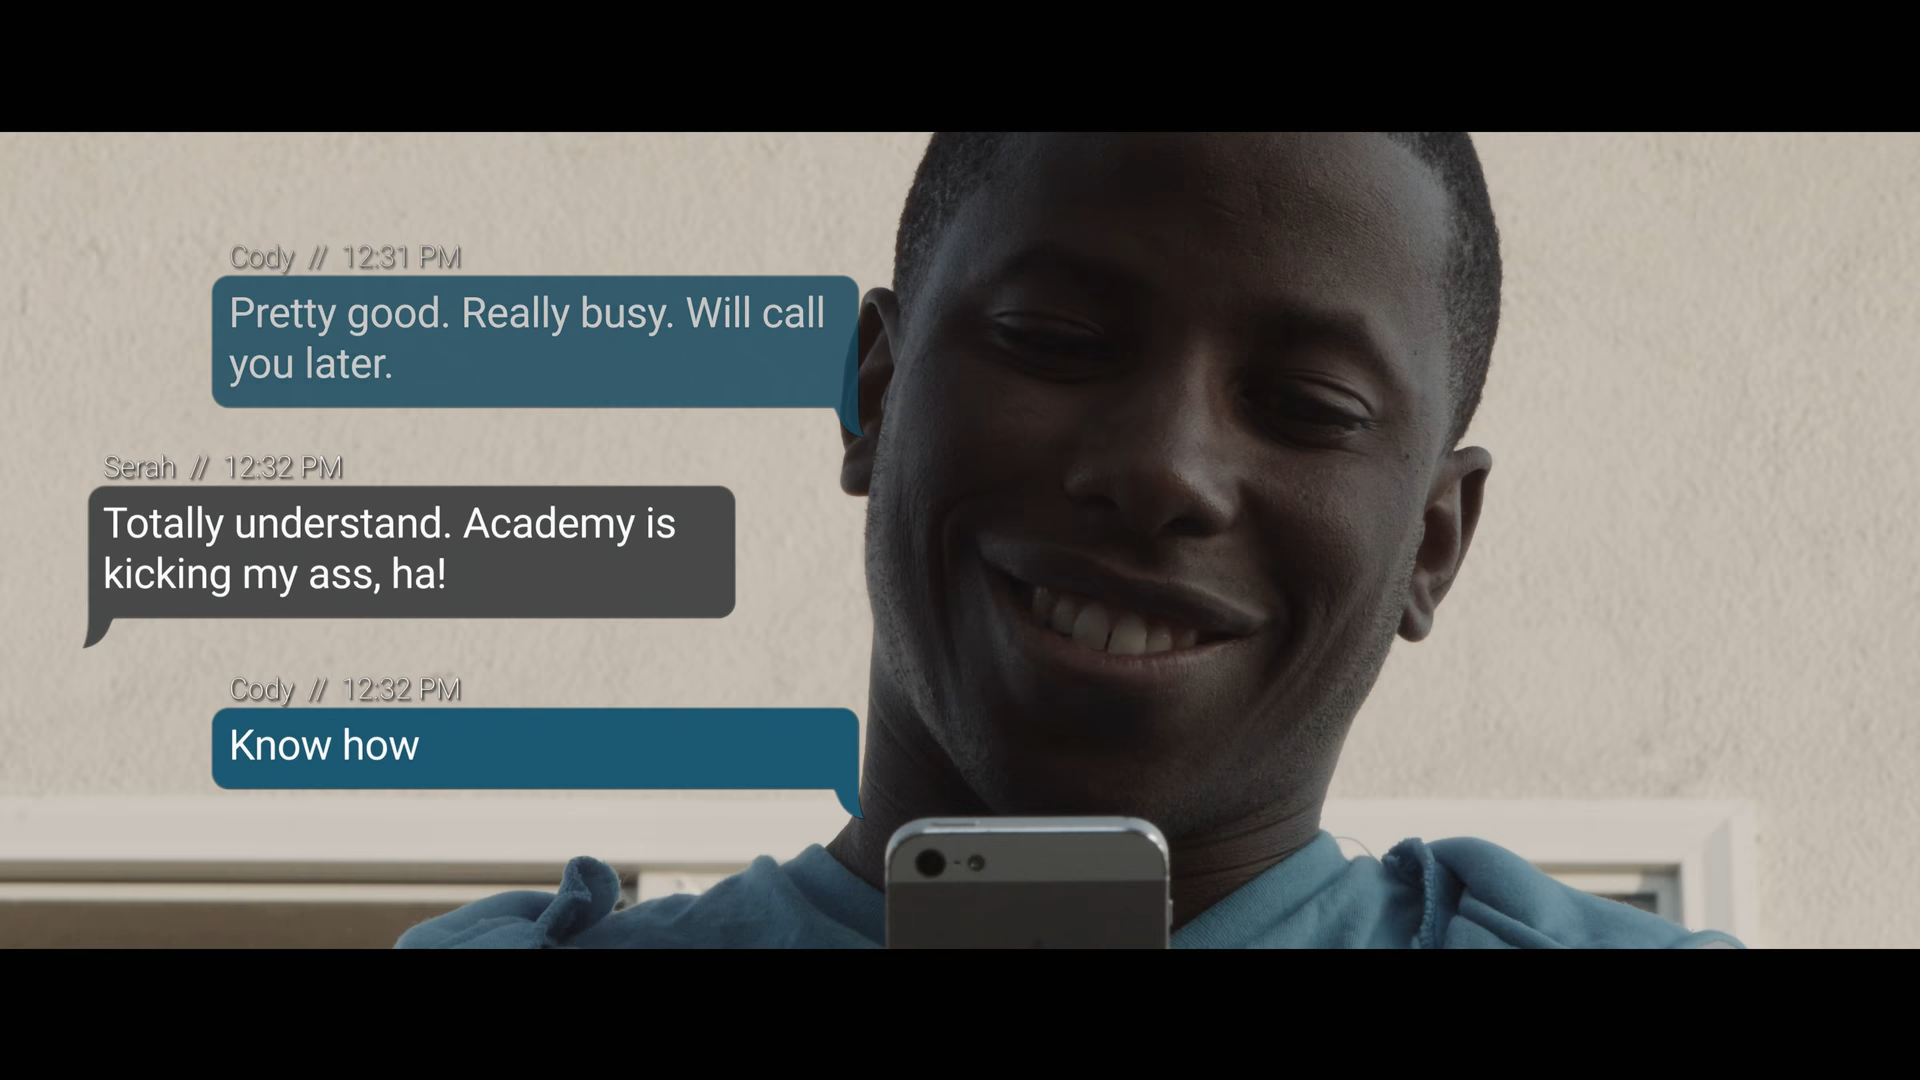 Cody // 12:31 PM
Pretty good. Really busy. Will call
you later.
Serah // 12:32 PM
Totally understand. Academy is
kicking my ass, ha!
Cody // 12:32 PM
Know how